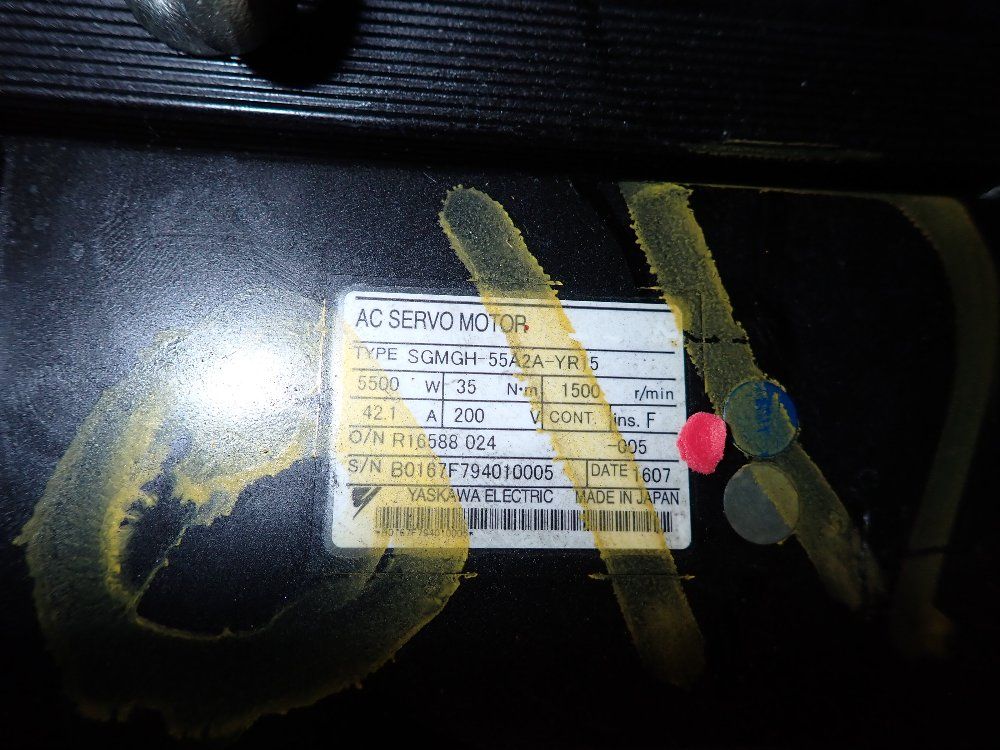 AC SERVO MOTOR
TYPE SGMGH-55A2A-YR15
5500 W 35 N·m 1500 r/min
42.1 A 200 V CONT. ins. F
O/N R16588 024 -005
S/N B0167F794010005 DATE 1607
YASKAWA ELECTRIC MADE IN JAPAN
*B0167F794010005*